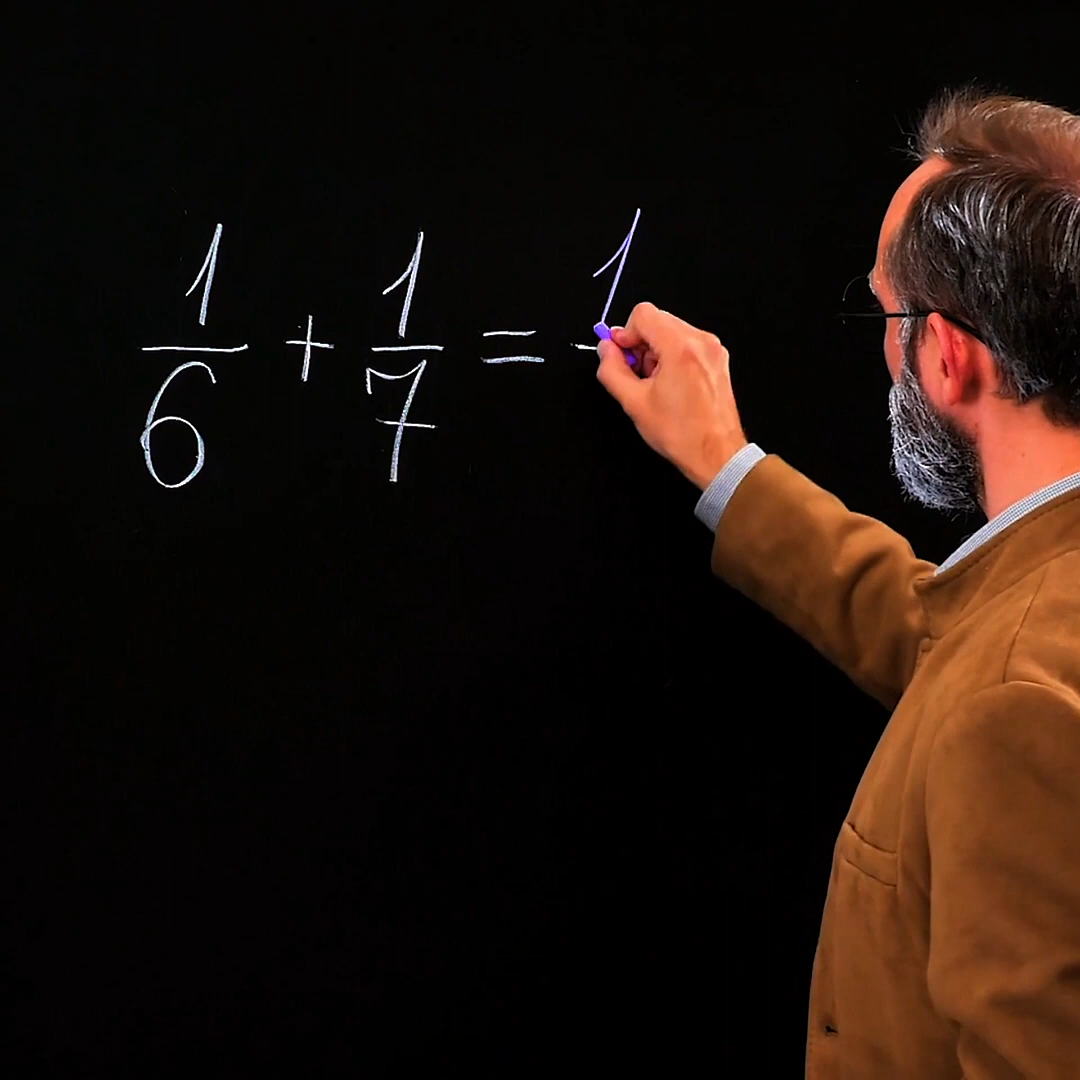 1/6 + 1/7 = 1